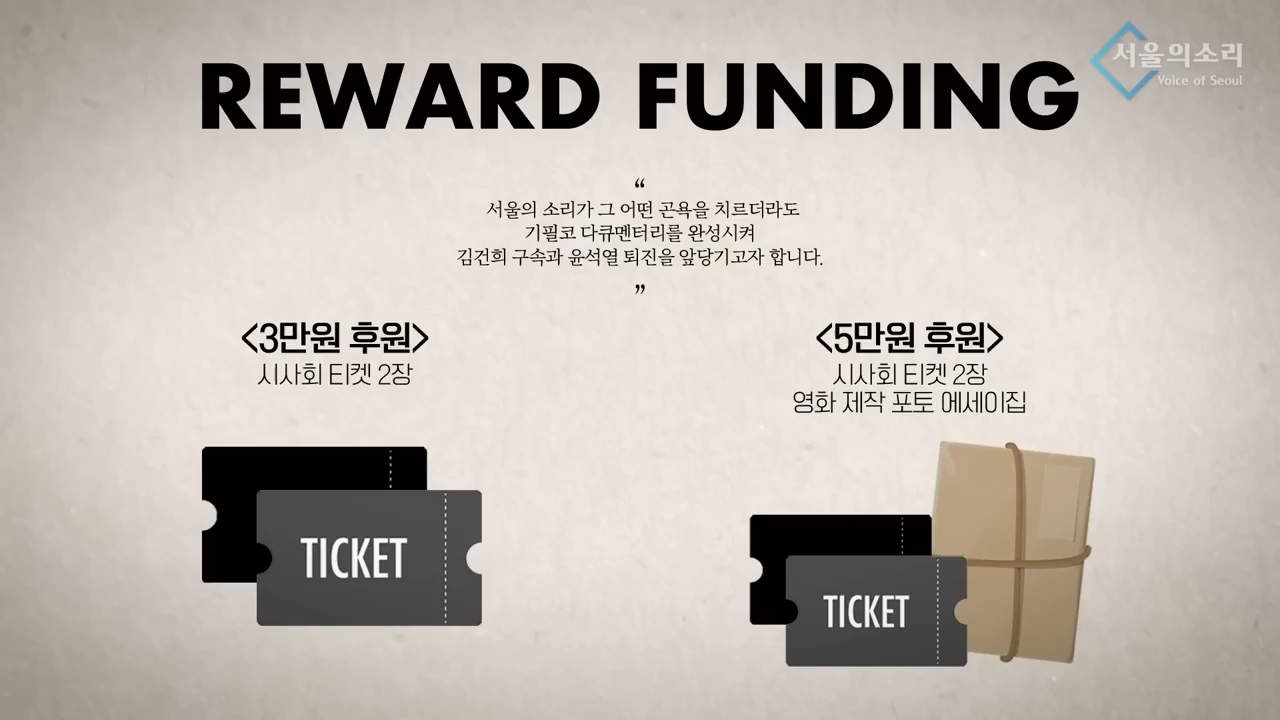 서울의소리
Voice of Seoul
REWARD FUNDING
“
서울의 소리가 그 어떤 곤욕을 치르더라도
기필코 다큐멘터리를 완성시켜
김건희 구속과 윤석열 퇴진을 앞당기고자 합니다.
”
<3만원 후원>
시사회 티켓 2장
<5만원 후원>
시사회 티켓 2장
영화 제작 포토 에세이집
TICKET
TICKET